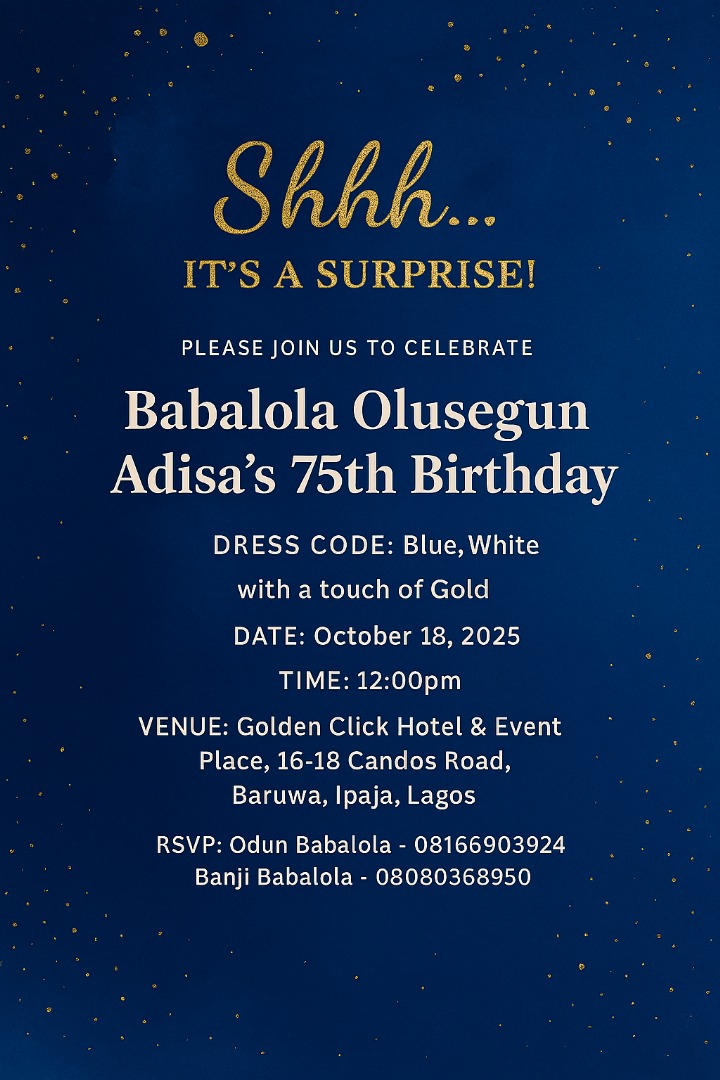 Shhh...
IT'S A SURPRISE!
PLEASE JOIN US TO CELEBRATE
Babalola Olusegun
Adisa's 75th Birthday
DRESS CODE: Blue, White
with a touch of Gold
DATE: October 18, 2025
TIME: 12:00pm
VENUE: Golden Click Hotel & Event
Place, 16-18 Candos Road,
Baruwa, Ipaja, Lagos
RSVP: Odun Babalola - 08166903924
Banji Babalola - 08080368950